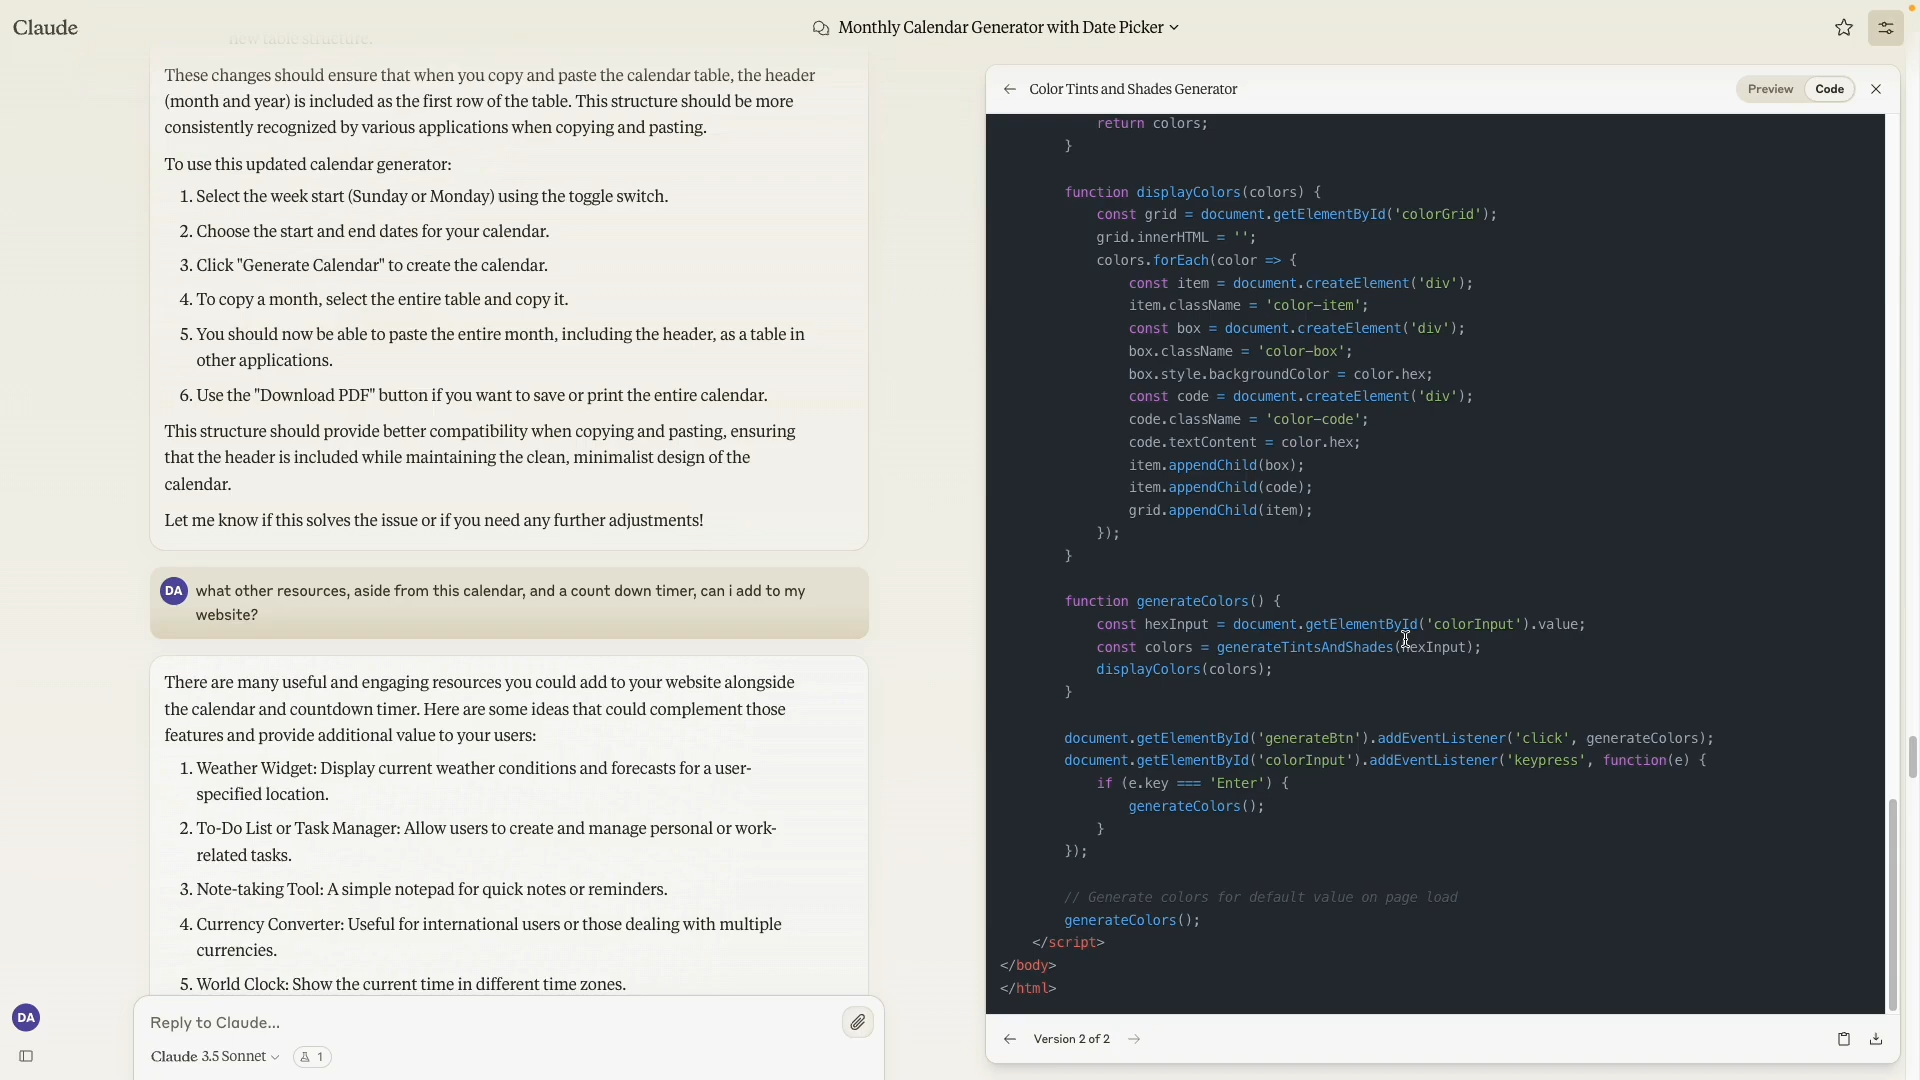 Claude
Monthly Calendar Generator with Date Picker
new table structure.
These changes should ensure that when you copy and paste the calendar table, the header
(month and year) is included as the first row of the table. This structure should be more
consistently recognized by various applications when copying and pasting.
To use this updated calendar generator:
1. Select the week start (Sunday or Monday) using the toggle switch.
2. Choose the start and end dates for your calendar.
3. Click "Generate Calendar" to create the calendar.
4. To copy a month, select the entire table and copy it.
5. You should now be able to paste the entire month, including the header, as a table in
other applications.
6. Use the "Download PDF" button if you want to save or print the entire calendar.
This structure should provide better compatibility when copying and pasting, ensuring
that the header is included while maintaining the clean, minimalist design of the
calendar.
Let me know if this solves the issue or if you need any further adjustments!
DA what other resources, aside from this calendar, and a count down timer, can i add to my
website?
There are many useful and engaging resources you could add to your website alongside
the calendar and countdown timer. Here are some ideas that could complement those
features and provide additional value to your users:
1. Weather Widget: Display current weather conditions and forecasts for a user-
specified location.
2. To-Do List or Task Manager: Allow users to create and manage personal or work-
related tasks.
3. Note-taking Tool: A simple notepad for quick notes or reminders.
4. Currency Converter: Useful for international users or those dealing with multiple
currencies.
5. World Clock: Show the current time in different time zones.
DA
Reply to Claude...
Claude 3.5 Sonnet
1
Color Tints and Shades Generator
Preview Code
return colors;
}
function displayColors(colors) {
const grid = document.getElementById('colorGrid');
grid.innerHTML = '';
colors.forEach(color => {
const item = document.createElement('div');
item.className = 'color-item';
const box = document.createElement('div');
box.className = 'color-box';
box.style.backgroundColor = color.hex;
const code = document.createElement('div');
code.className = 'color-code';
code.textContent = color.hex;
item.appendChild(box);
item.appendChild(code);
grid.appendChild(item);
});
}
function generateColors() {
const hexInput = document.getElementById('colorInput').value;
const colors = generateTintsAndShades(hexInput);
displayColors(colors);
}
document.getElementById('generateBtn').addEventListener('click', generateColors);
document.getElementById('colorInput').addEventListener('keypress', function(e) {
if (e.key === 'Enter') {
generateColors();
}
});
// Generate colors for default value on page load
generateColors();
</script>
</body>
</html>
Version 2 of 2